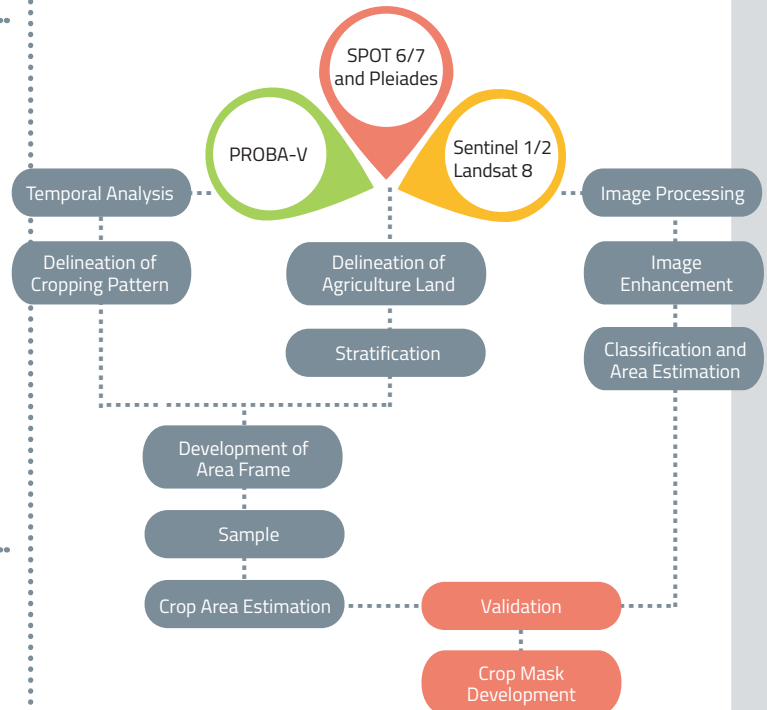 SPOT 6/7
and Pleiades
PROBA-V
Sentinel 1/2
Landsat 8
Temporal Analysis
Image Processing
Delineation of
Cropping Pattern
Delineation of
Agriculture Land
Image
Enhancement
Stratification
Classification and
Area Estimation
Development of
Area Frame
Sample
Crop Area Estimation
Validation
Crop Mask
Development